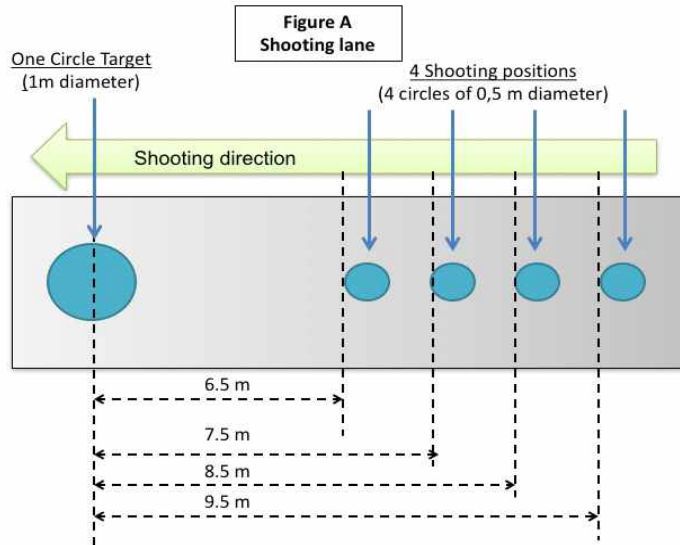 Figure A
Shooting lane
One Circle Target
(1m diameter)
4 Shooting positions
(4 circles of 0,5 m diameter)
Shooting direction
6.5 m
7.5 m
8.5 m
9.5 m